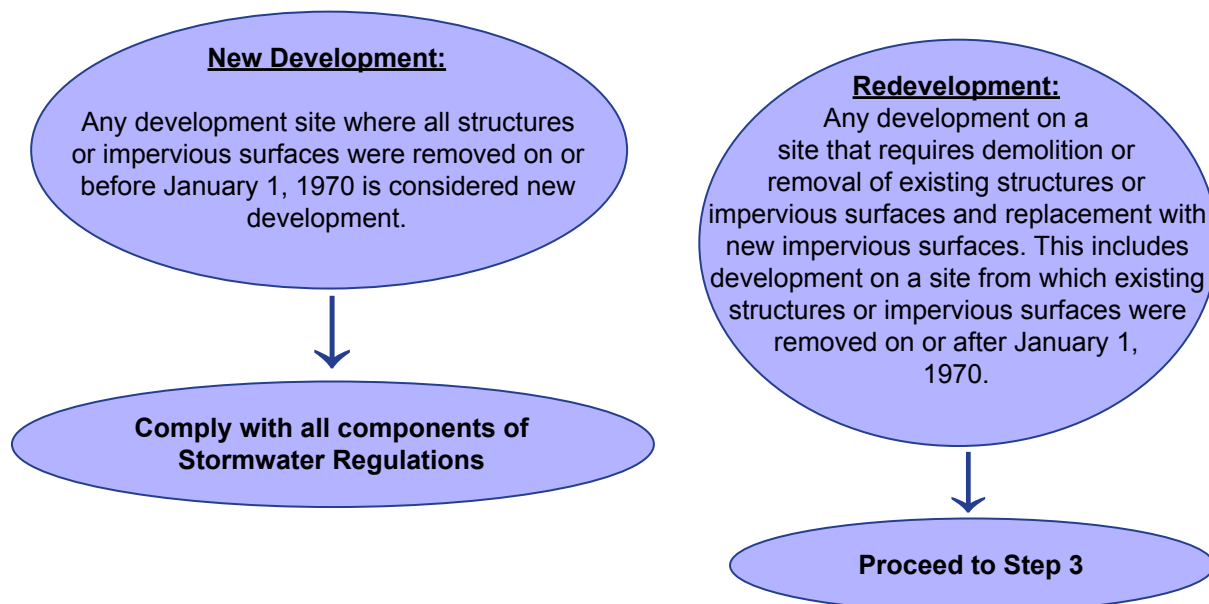 New Development:
Any development site where all structures
or impervious surfaces were removed on or
before January 1, 1970 is considered new
development.
Comply with all components of
Stormwater Regulations
Redevelopment:
Any development on a
site that requires demolition or
removal of existing structures or
impervious surfaces and replacement with
new impervious surfaces. This includes
development on a site from which existing
structures or impervious surfaces were
removed on or after January 1,
1970.
Proceed to Step 3